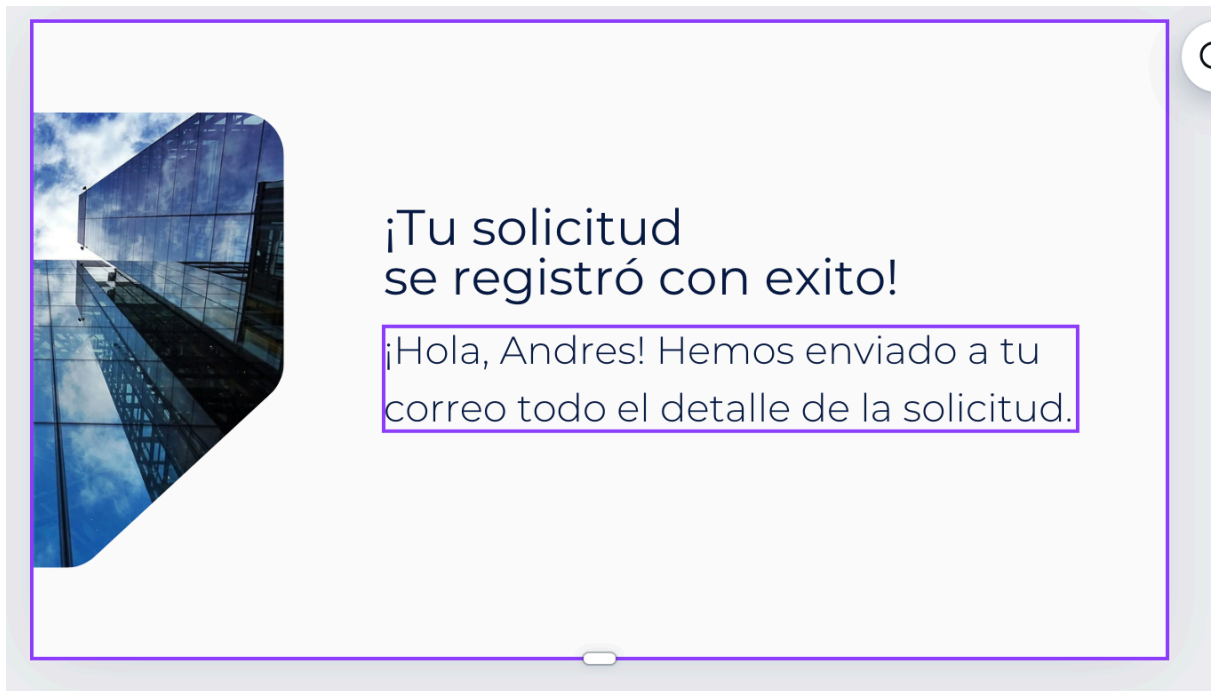 ¡Tu solicitud
se registró con exito!
¡Hola, Andres! Hemos enviado a tu
correo todo el detalle de la solicitud.